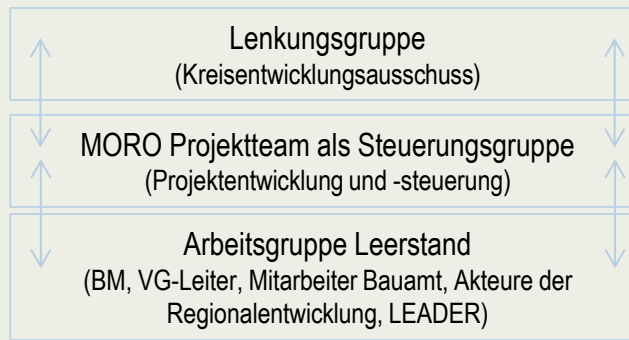 Lenkungsgruppe
(Kreisentwicklungsausschuss)
MORO Projektteam als Steuerungsgruppe
(Projektentwicklung und -steuerung)
Arbeitsgruppe Leerstand
(BM, VG-Leiter, Mitarbeiter Bauamt, Akteure der
Regionalentwicklung, LEADER)